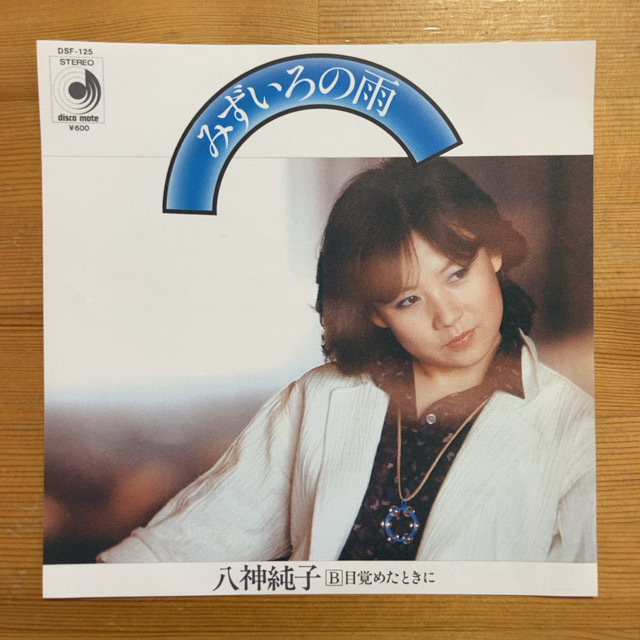 DSF-125
STEREO
disco mate
¥600
みずいろの雨
八神純子 B 目覚めたときに